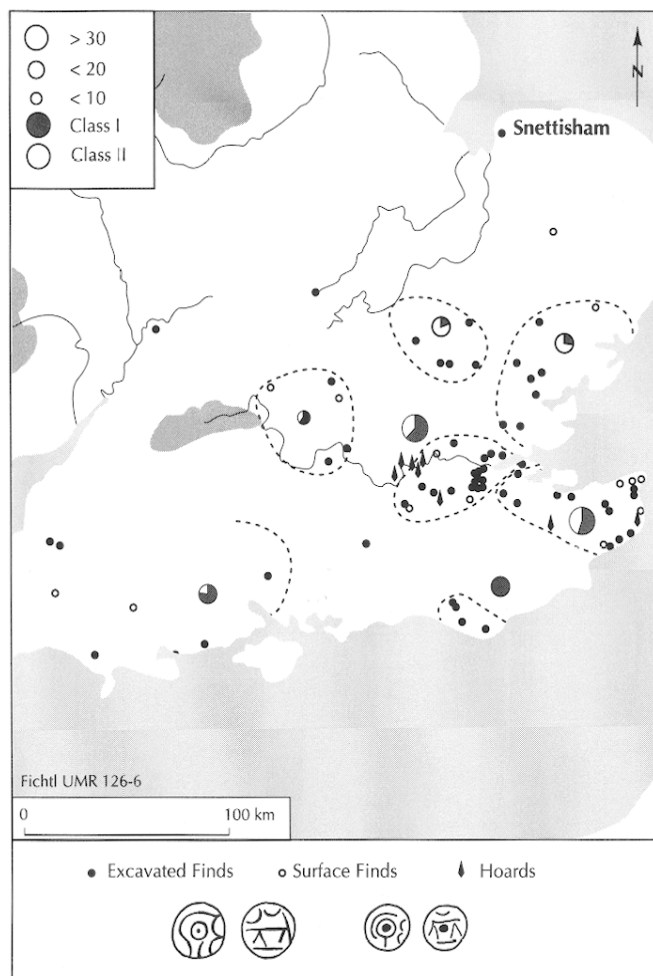 > 30
< 20
< 10
Class I
Class II
N
Snettisham
Fichtl UMR 126-6
0 100 km
Excavated Finds Surface Finds Hoards